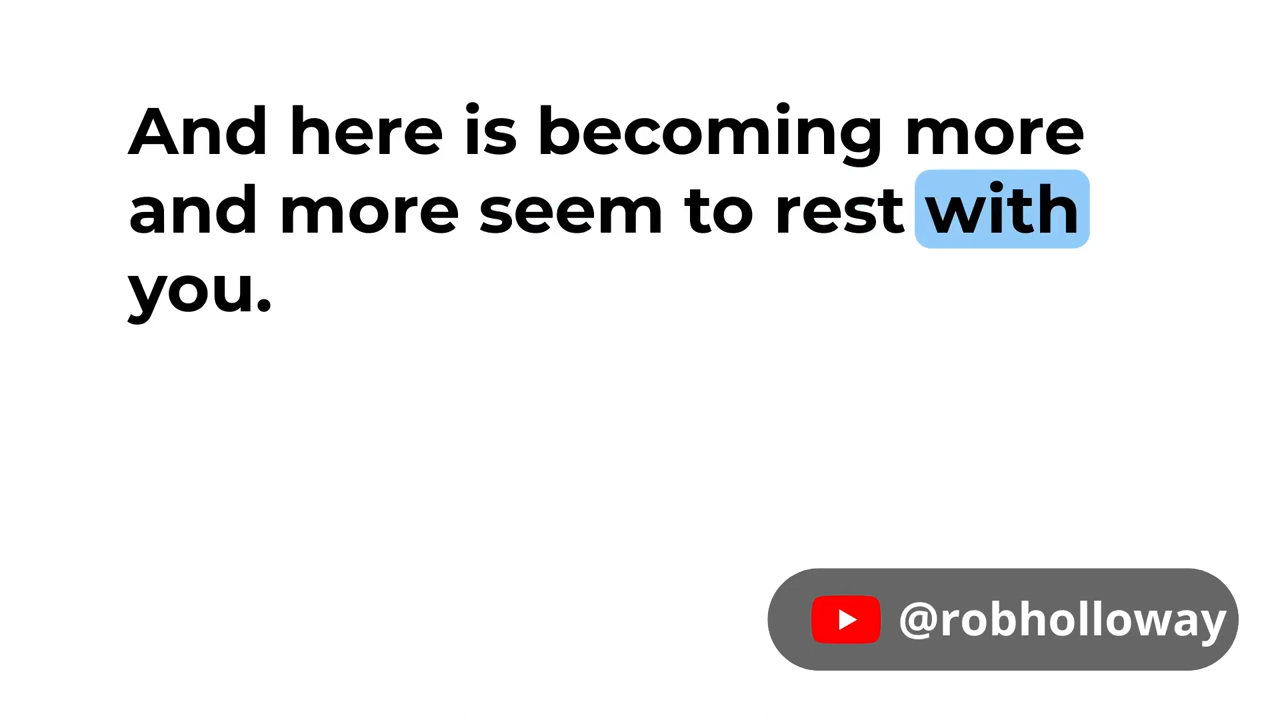 And here is becoming more
and more seem to rest with
you.
@robholloway